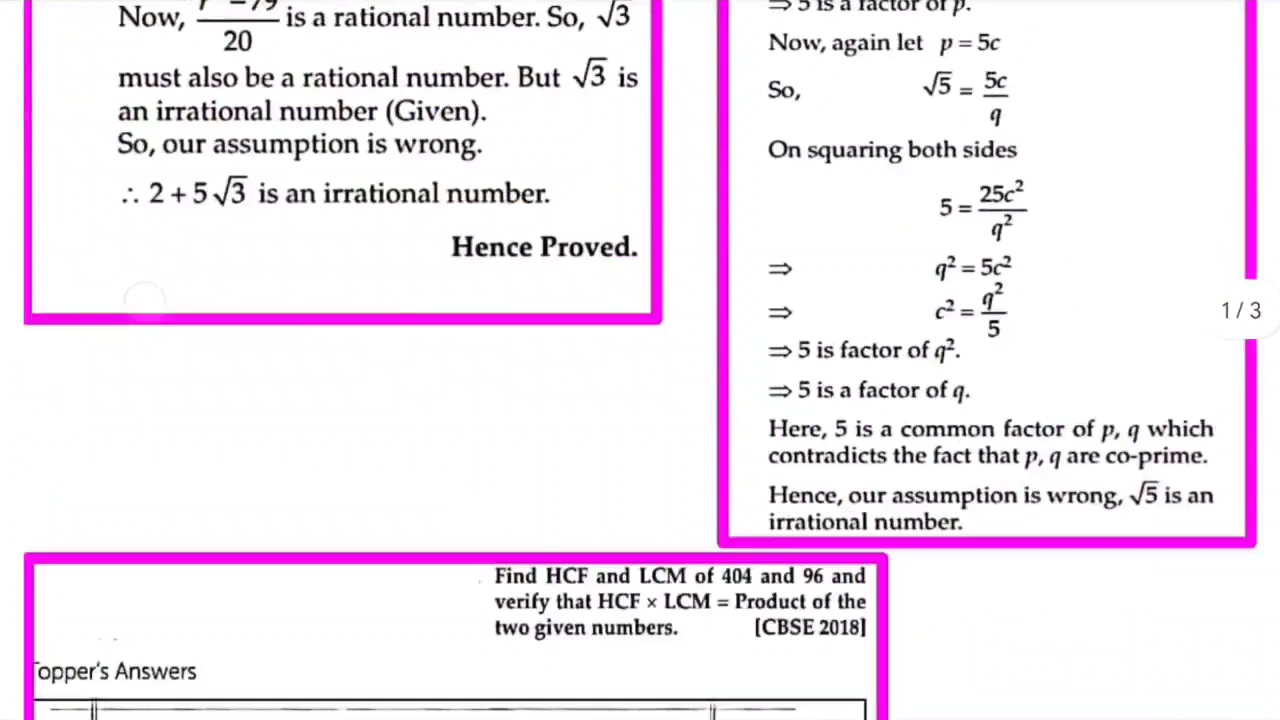 Now, is a rational number. So, √3
20
must also be a rational number. But √3 is
an irrational number (Given).
So, our assumption is wrong.
∴ 2 + 5√3 is an irrational number.
Hence Proved.
⇒ 5 is a factor of p.
Now, again let p = 5c
So, √5 = 5c/q
On squaring both sides
5 = 25c²/q²
⇒ q² = 5c²
⇒ c² = q²/5
⇒ 5 is factor of q².
⇒ 5 is a factor of q.
Here, 5 is a common factor of p, q which
contradicts the fact that p, q are co-prime.
Hence, our assumption is wrong, √5 is an
irrational number.
1 / 3
Find HCF and LCM of 404 and 96 and
verify that HCF × LCM = Product of the
two given numbers. [CBSE 2018]
opper's Answers